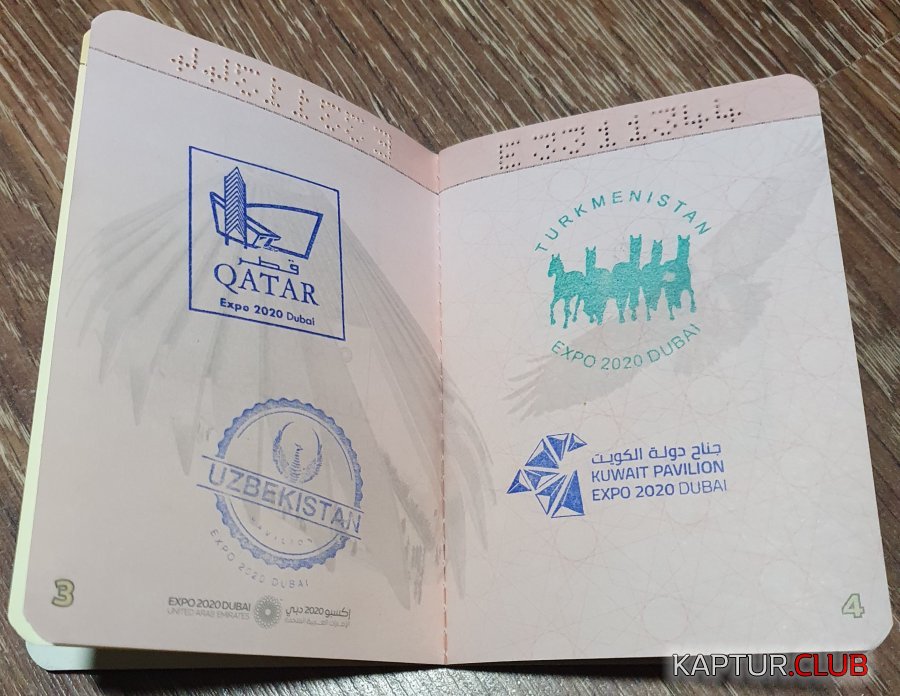 قطر
QATAR
Expo 2020 Dubai
UZBEKISTAN
PAVILION
EXPO 2020 DUBAI
3
EXPO 2020 DUBAI
UNITED ARAB EMIRATES
إكسبو 2020 دبي
الإمارات العربية المتحدة
E3311344
TURKMENISTAN
EXPO 2020 DUBAI
جناح دولة الكويت
KUWAIT PAVILION
EXPO 2020 DUBAI
4
KAPTUR.CLUB